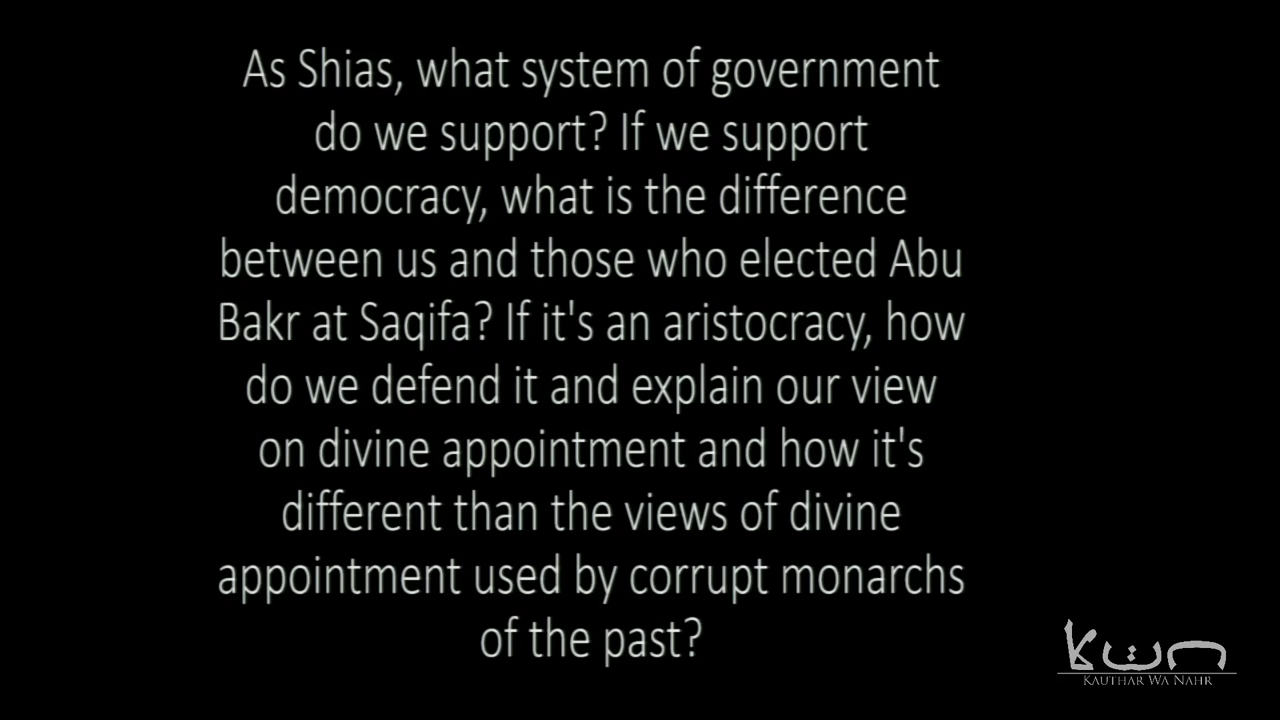 As Shias, what system of government
do we support? If we support
democracy, what is the difference
between us and those who elected Abu
Bakr at Saqifa? If it's an aristocracy, how
do we defend it and explain our view
on divine appointment and how it's
different than the views of divine
appointment used by corrupt monarchs
of the past?
KAUTHAR WA NAHR